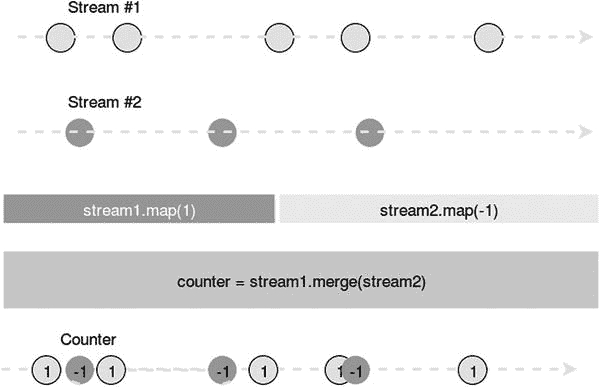 Stream #1
Stream #2
stream1.map(1) stream2.map(-1)
counter = stream1.merge(stream2)
Counter
1 -1 1 -1 1 1 -1 1